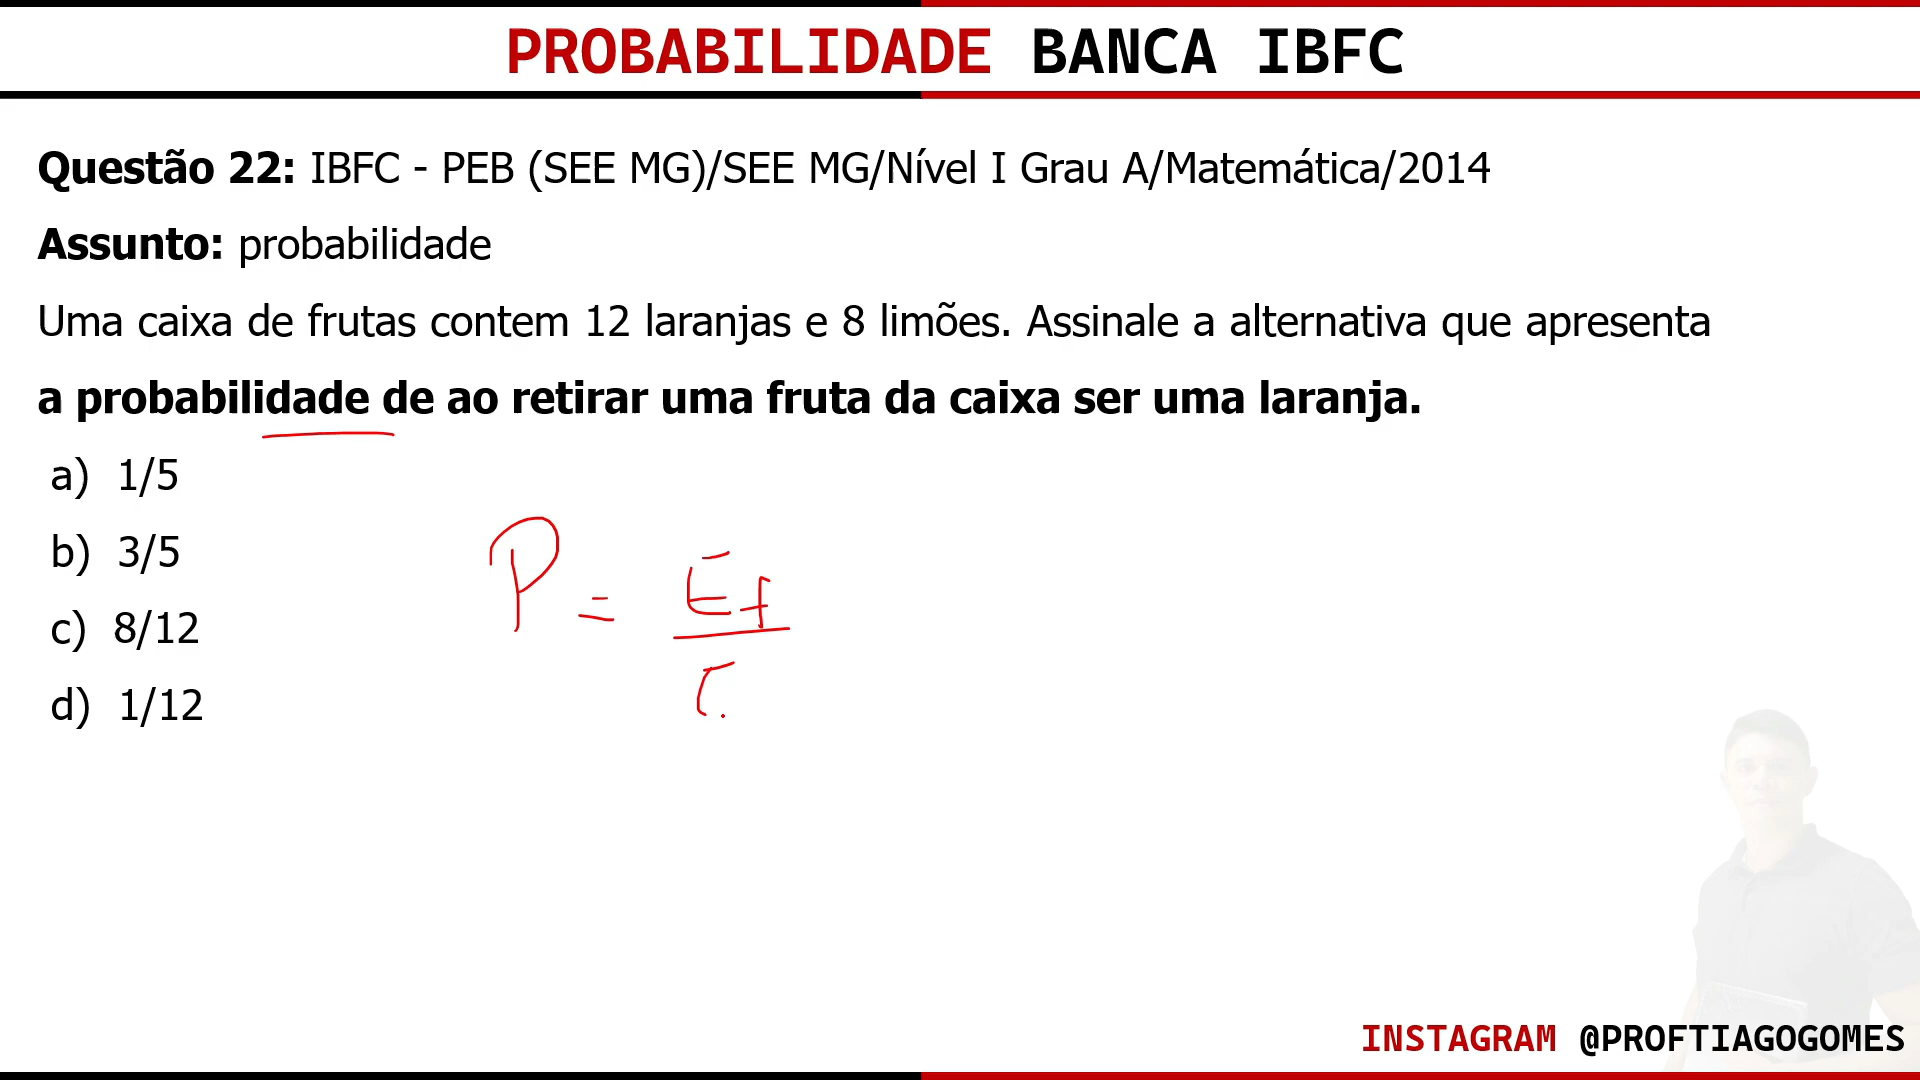 PROBABILIDADE BANCA IBFC
Questão 22: IBFC - PEB (SEE MG)/SEE MG/Nível I Grau A/Matemática/2014
Assunto: probabilidade
Uma caixa de frutas contem 12 laranjas e 8 limões. Assinale a alternativa que apresenta
a probabilidade de ao retirar uma fruta da caixa ser uma laranja.
a) 1/5
b) 3/5
c) 8/12
d) 1/12
P = Ef
INSTAGRAM @PROFTIAGOGOMES